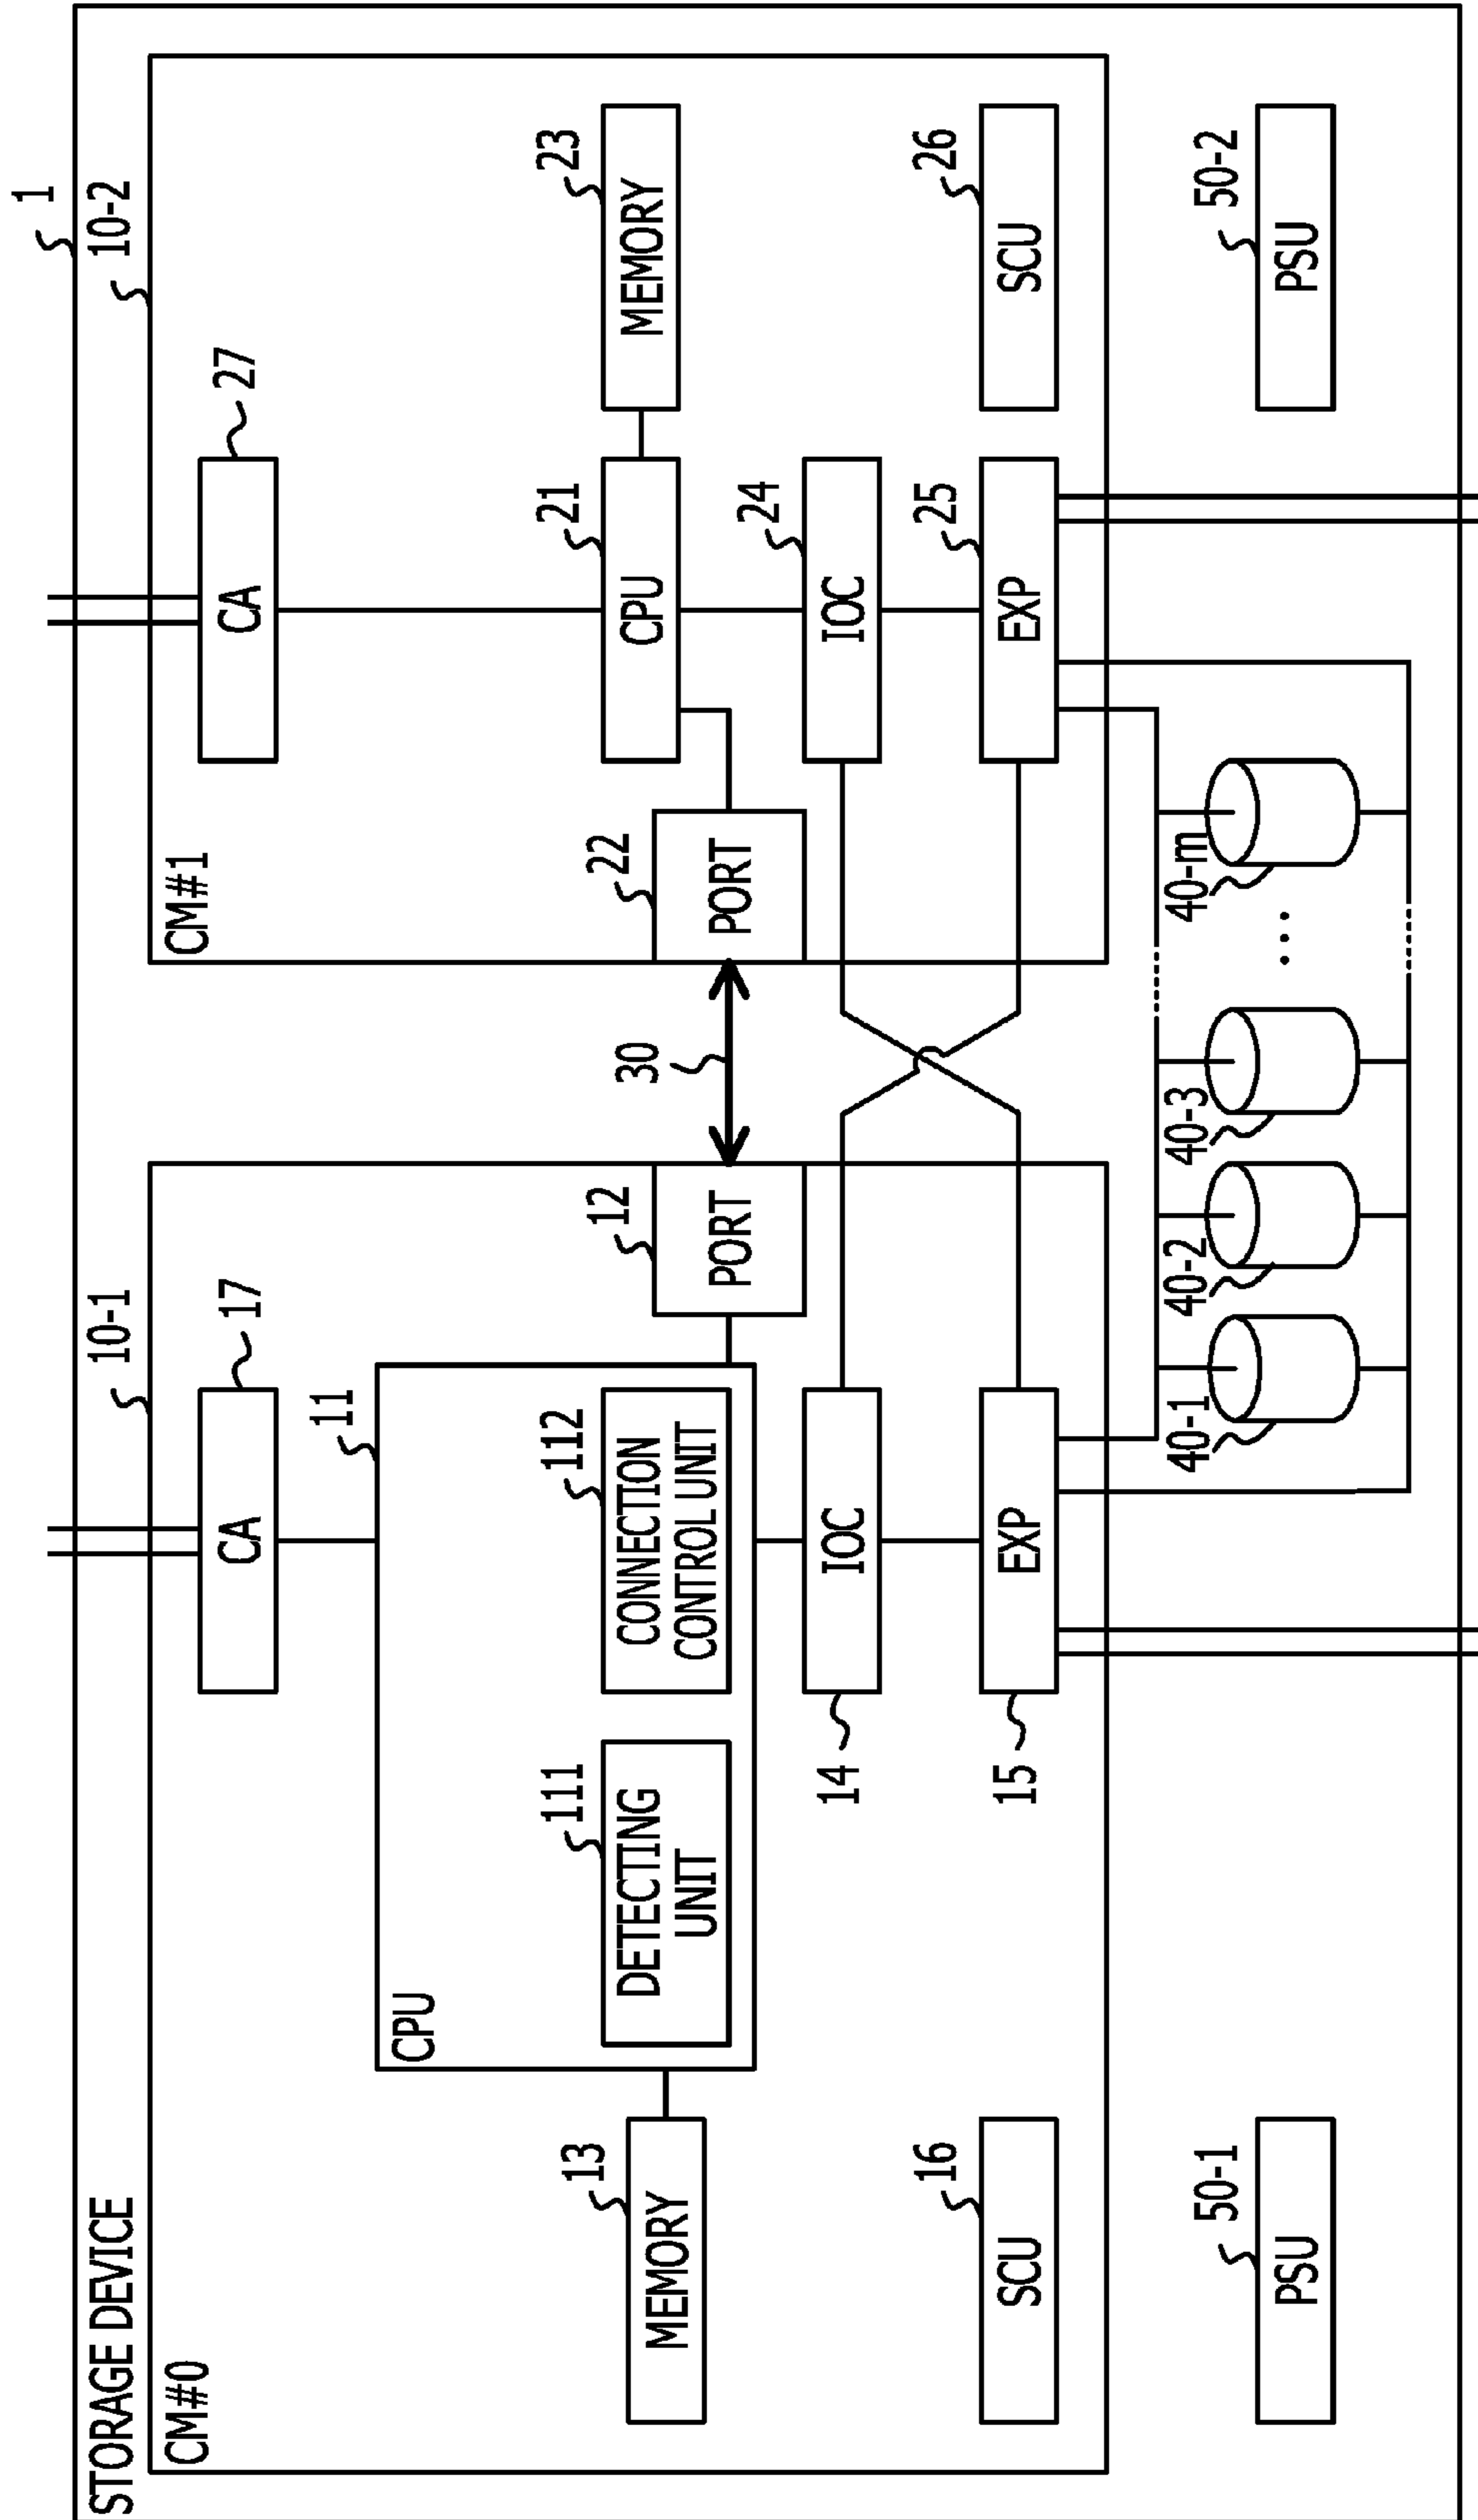 1
STORAGE DEVICE
10-1
10-2
CM#0
CM#1
17
27
CA
CA
11
CPU
111
112
DETECTING
UNIT
CONNECTION
CONTROL UNIT
13
MEMORY
12
PORT
30
22
PORT
21
CPU
23
MEMORY
14
IOC
24
IOC
16
SCU
15
EXP
25
EXP
26
SCU
50-1
PSU
40-1
40-2
40-3
...
40-m
50-2
PSU